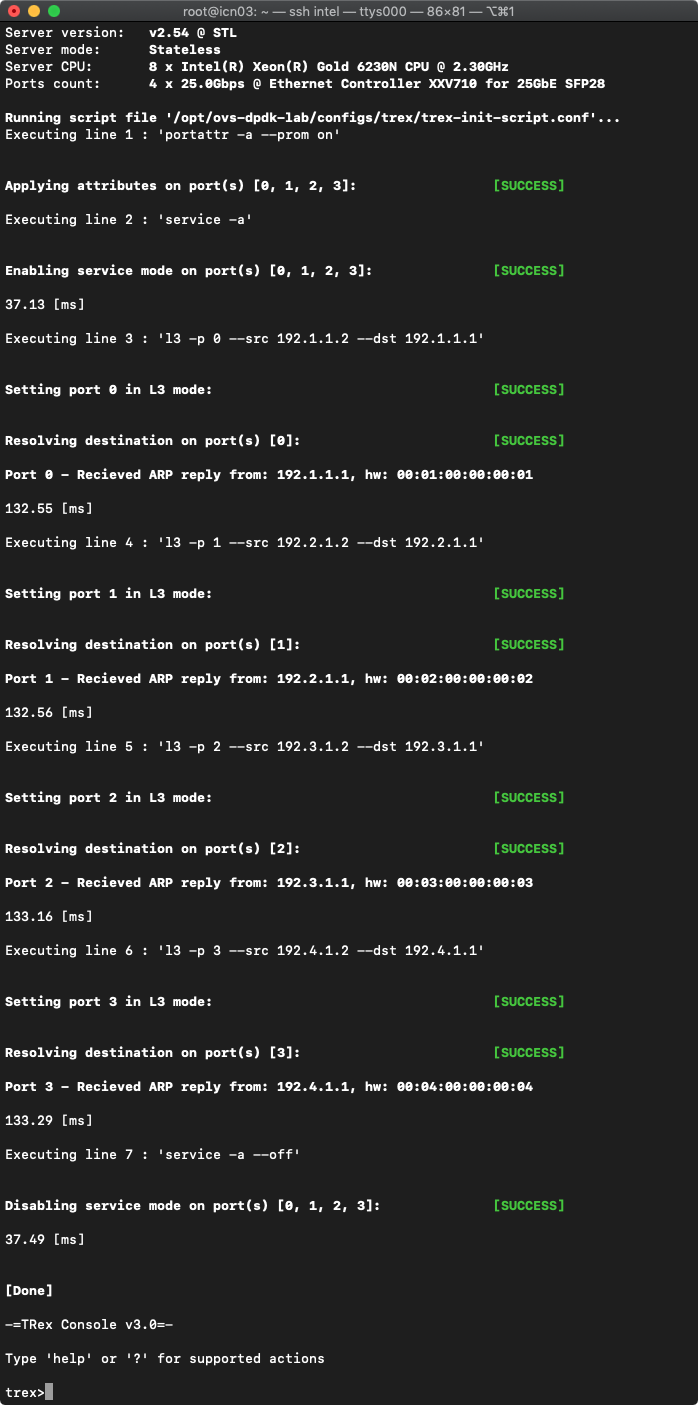 root@icn03: ~ — ssh intel — ttys000 — 86×81 — ⌥⌘1
Server version:   v2.54 @ STL
Server mode:      Stateless
Server CPU:       8 x Intel(R) Xeon(R) Gold 6230N CPU @ 2.30GHz
Ports count:      4 x 25.0Gbps @ Ethernet Controller XXV710 for 25GbE SFP28
Running script file '/opt/ovs-dpdk-lab/configs/trex/trex-init-script.conf'...
Executing line 1 : 'portattr -a --prom on'
Applying attributes on port(s) [0, 1, 2, 3]:                 [SUCCESS]
Executing line 2 : 'service -a'
Enabling service mode on port(s) [0, 1, 2, 3]:               [SUCCESS]
37.13 [ms]
Executing line 3 : 'l3 -p 0 --src 192.1.1.2 --dst 192.1.1.1'
Setting port 0 in L3 mode:                                   [SUCCESS]
Resolving destination on port(s) [0]:                        [SUCCESS]
Port 0 - Recieved ARP reply from: 192.1.1.1, hw: 00:01:00:00:00:01
132.55 [ms]
Executing line 4 : 'l3 -p 1 --src 192.2.1.2 --dst 192.2.1.1'
Setting port 1 in L3 mode:                                   [SUCCESS]
Resolving destination on port(s) [1]:                        [SUCCESS]
Port 1 - Recieved ARP reply from: 192.2.1.1, hw: 00:02:00:00:00:02
132.56 [ms]
Executing line 5 : 'l3 -p 2 --src 192.3.1.2 --dst 192.3.1.1'
Setting port 2 in L3 mode:                                   [SUCCESS]
Resolving destination on port(s) [2]:                        [SUCCESS]
Port 2 - Recieved ARP reply from: 192.3.1.1, hw: 00:03:00:00:00:03
133.16 [ms]
Executing line 6 : 'l3 -p 3 --src 192.4.1.2 --dst 192.4.1.1'
Setting port 3 in L3 mode:                                   [SUCCESS]
Resolving destination on port(s) [3]:                        [SUCCESS]
Port 3 - Recieved ARP reply from: 192.4.1.1, hw: 00:04:00:00:00:04
133.29 [ms]
Executing line 7 : 'service -a --off'
Disabling service mode on port(s) [0, 1, 2, 3]:              [SUCCESS]
37.49 [ms]
[Done]
-=TRex Console v3.0=-
Type 'help' or '?' for supported actions
trex>